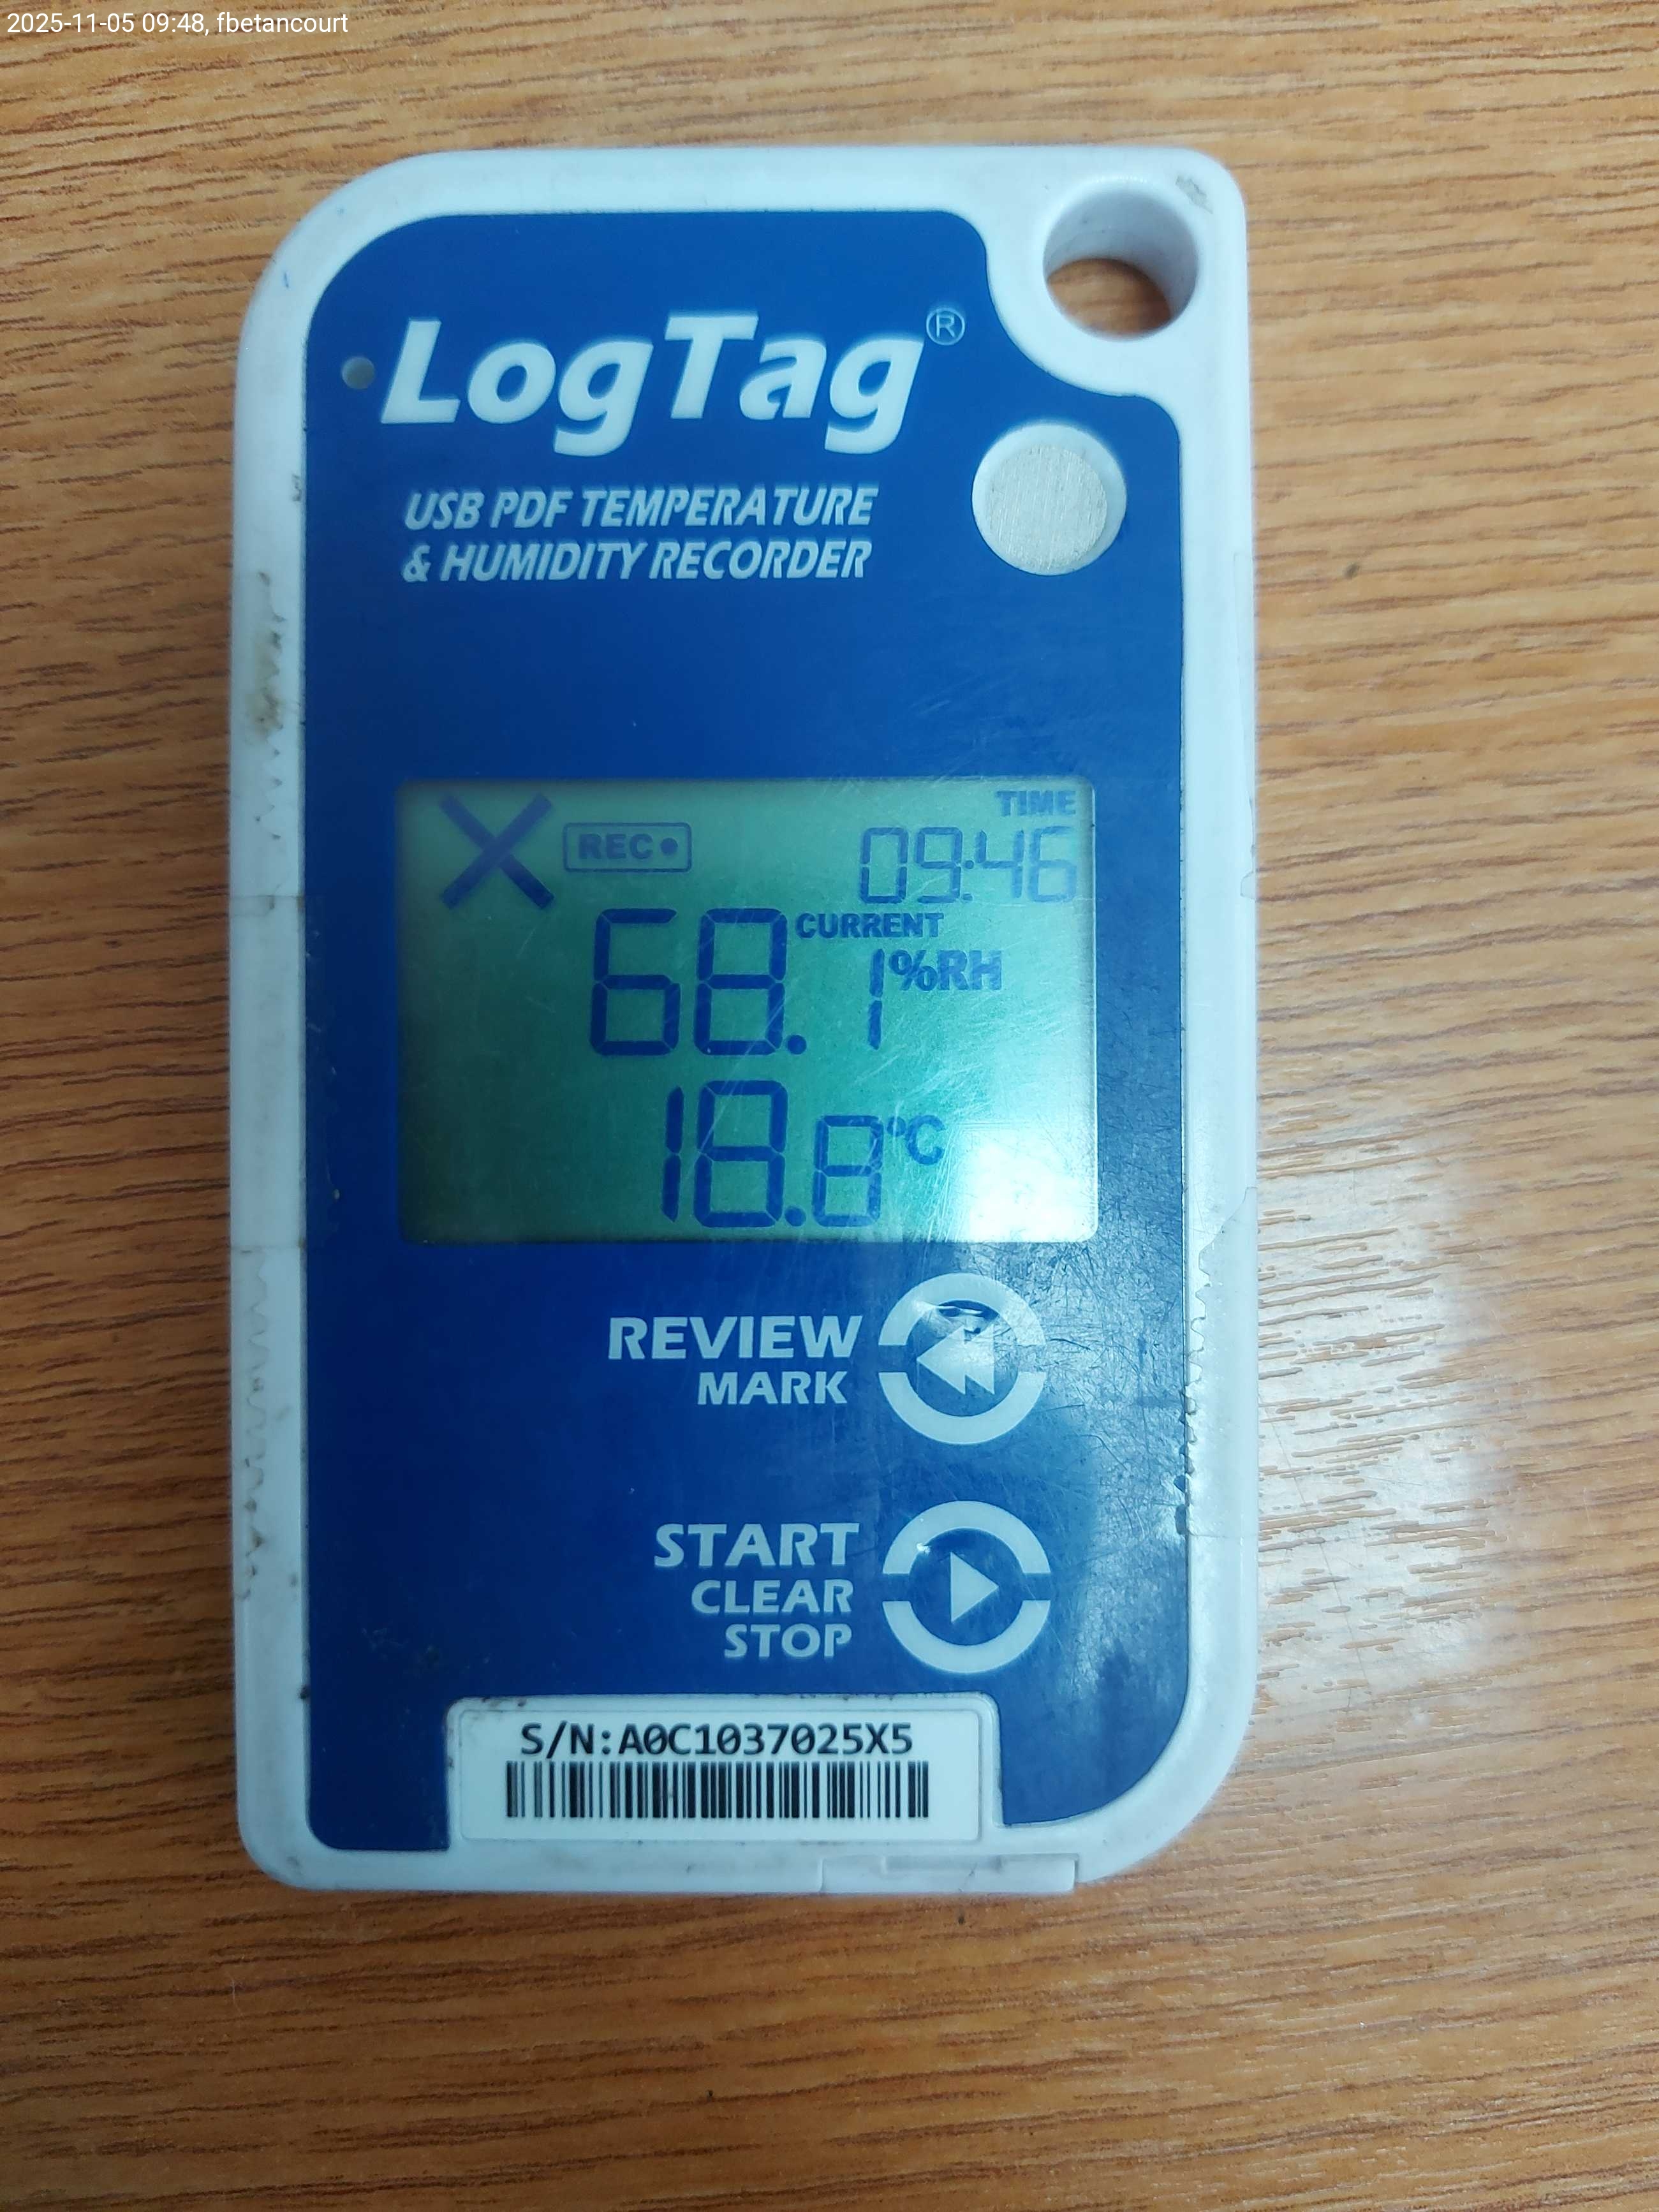 2025-11-05 09:48, fbetancourt
LogTag®
USB PDF TEMPERATURE
& HUMIDITY RECORDER
TIME
REC
09:46
CURRENT
68.1%RH
18.8°C
REVIEW
MARK
START
CLEAR
STOP
S/N:A0C1037025X5